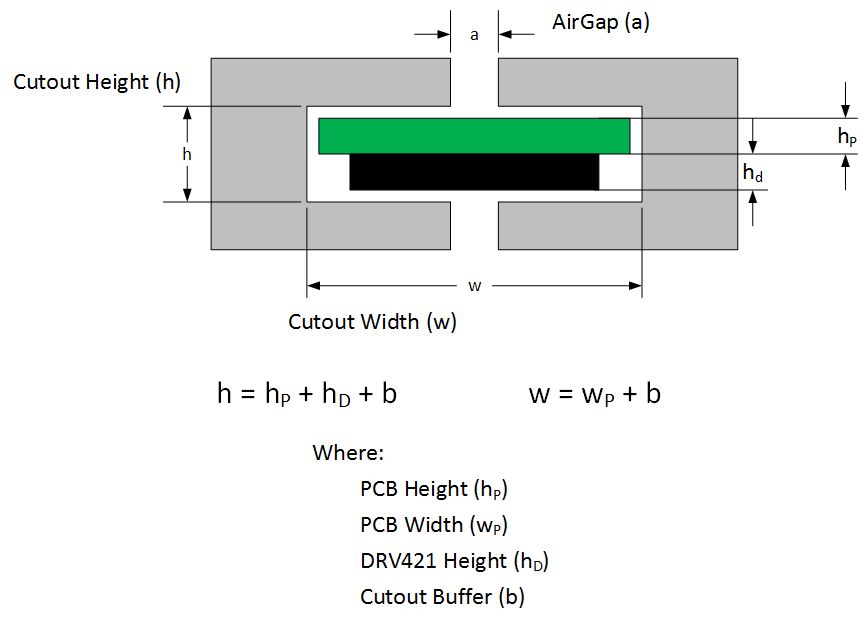 AirGap (a)
a
Cutout Height (h)
h
hP
hd
w
Cutout Width (w)
h = hP + hD + b
w = wP + b
Where:
PCB Height (hP)
PCB Width (wP)
DRV421 Height (hD)
Cutout Buffer (b)